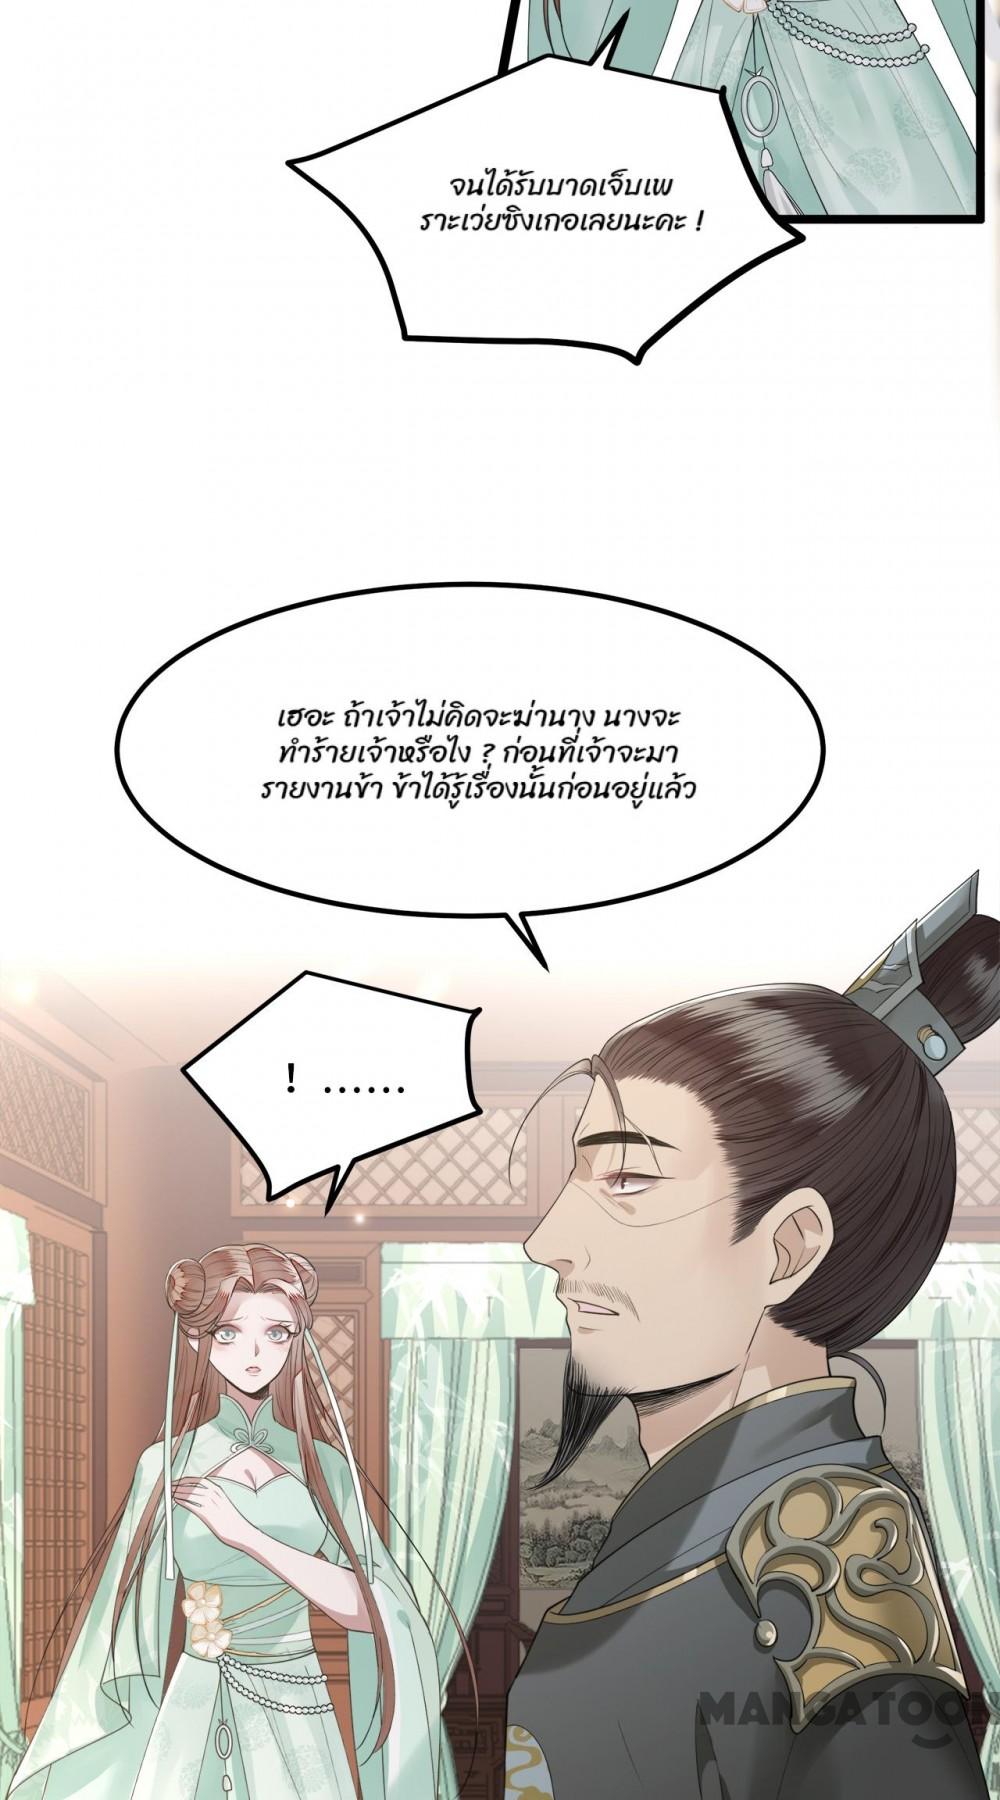 จนได้รับบาดเจ็บเพ
ราะเว่ยซิงเกอเลยนะคะ !
เฮอะ ถ้าเจ้าไม่คิดจะฆ่านาง นางจะ
ทำร้ายเจ้าหรือไง ? ก่อนที่เจ้าจะมา
รายงานข้า ข้าได้รู้เรื่องนั้นก่อนอยู่แล้ว
! ......
MANGATOON